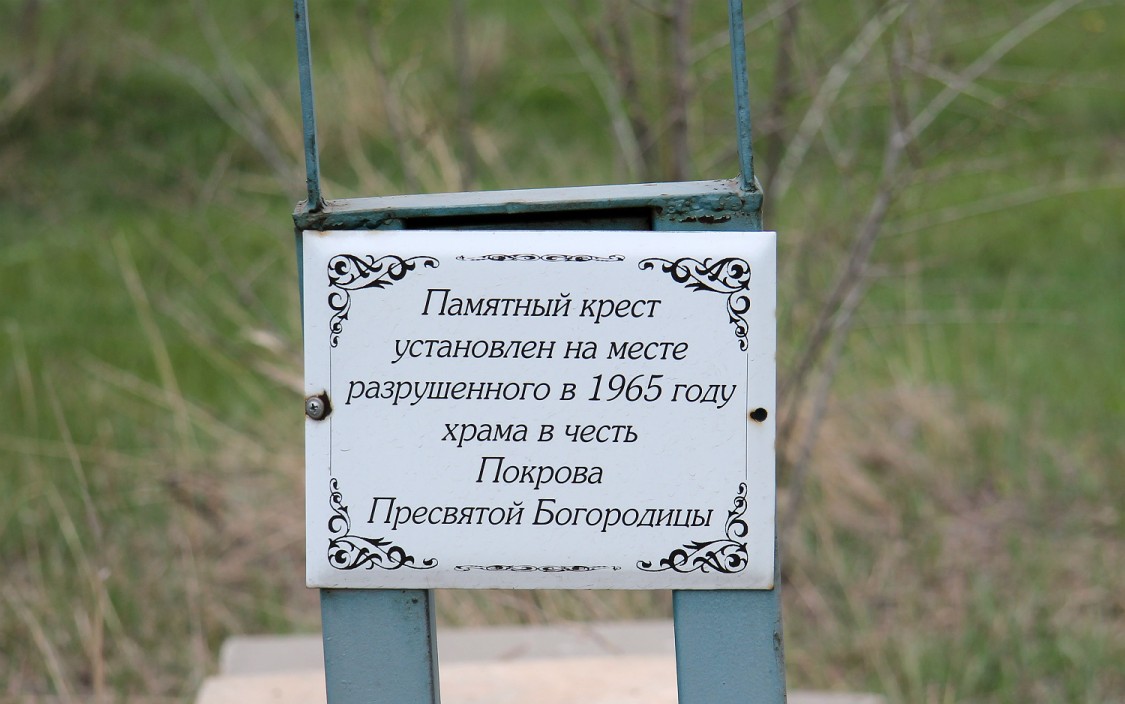 Памятный крест
установлен на месте
разрушенного в 1965 году
храма в честь
Покрова
Пресвятой Богородицы